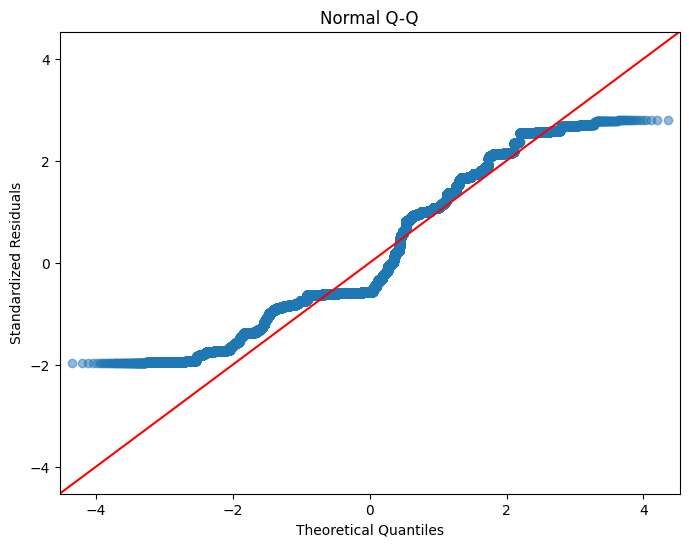 Normal Q-Q
Standardized Residuals
4
2
0
−2
−4
−4 −2 0 2 4
Theoretical Quantiles